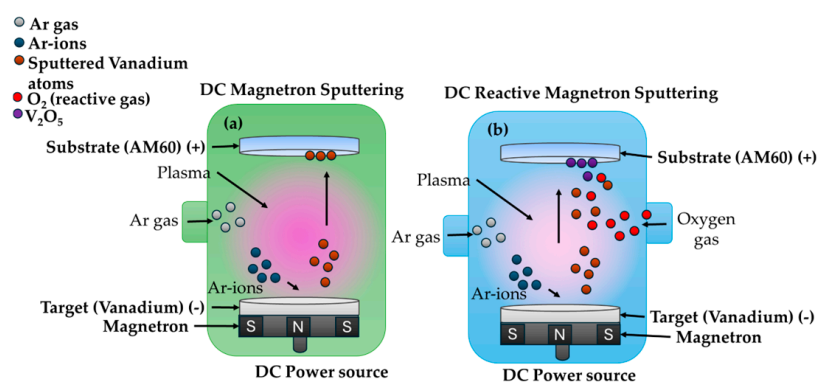 Ar gas
Ar-ions
Sputtered Vanadium
atoms
O₂ (reactive gas)
V₂O₅
DC Magnetron Sputtering
(a)
Substrate (AM60) (+)
Plasma
Ar gas
Ar-ions
Target (Vanadium) (-)
Magnetron
S N S
DC Power source
DC Reactive Magnetron Sputtering
(b)
Substrate (AM60) (+)
Plasma
Ar gas
Oxygen
gas
Ar-ions
Target (Vanadium) (-)
Magnetron
S N S
DC Power source